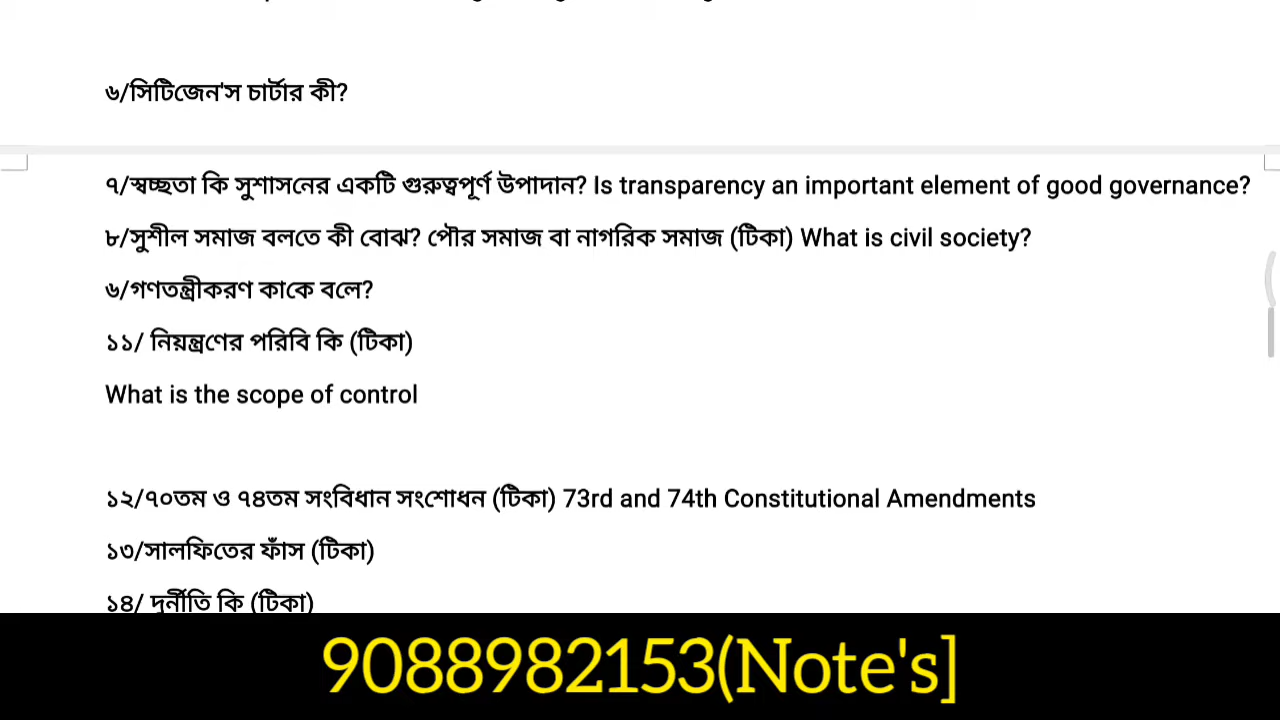 ৬/সিটিজেন'স চার্টার কী?
৭/স্বচ্ছতা কি সুশাসনের একটি গুরুত্বপূর্ণ উপাদান? Is transparency an important element of good governance?
৮/সুশীল সমাজ বলতে কী বোঝ? পৌর সমাজ বা নাগরিক সমাজ (টিকা) What is civil society?
৬/গণতন্ত্রীকরণ কাকে বলে?
১১/ নিয়ন্ত্রণের পরিবি কি (টিকা)
What is the scope of control
১২/৭০তম ও ৭৪তম সংবিধান সংশোধন (টিকা) 73rd and 74th Constitutional Amendments
১৩/সালফিতের ফাঁস (টিকা)
১৪/ দুর্নীতি কি (টিকা)
9088982153(Note's]